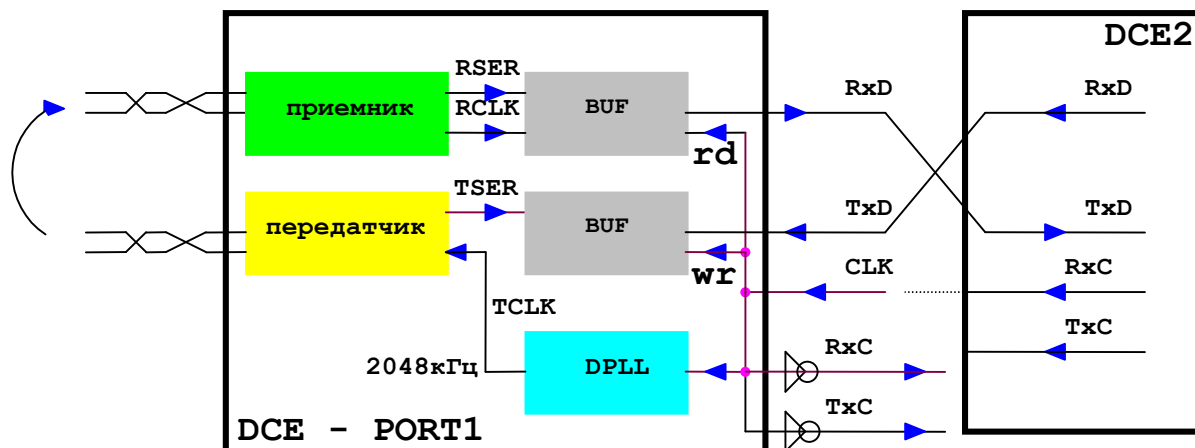 DCE2
RSER
RxD
RxD
приемник
RCLK
BUF
rd
TSER
передатчик
BUF
TxD
TxD
wr
CLK
RxC
TCLK
TxC
2048кГц
DPLL
RxC
DCE - PORT1
TxC